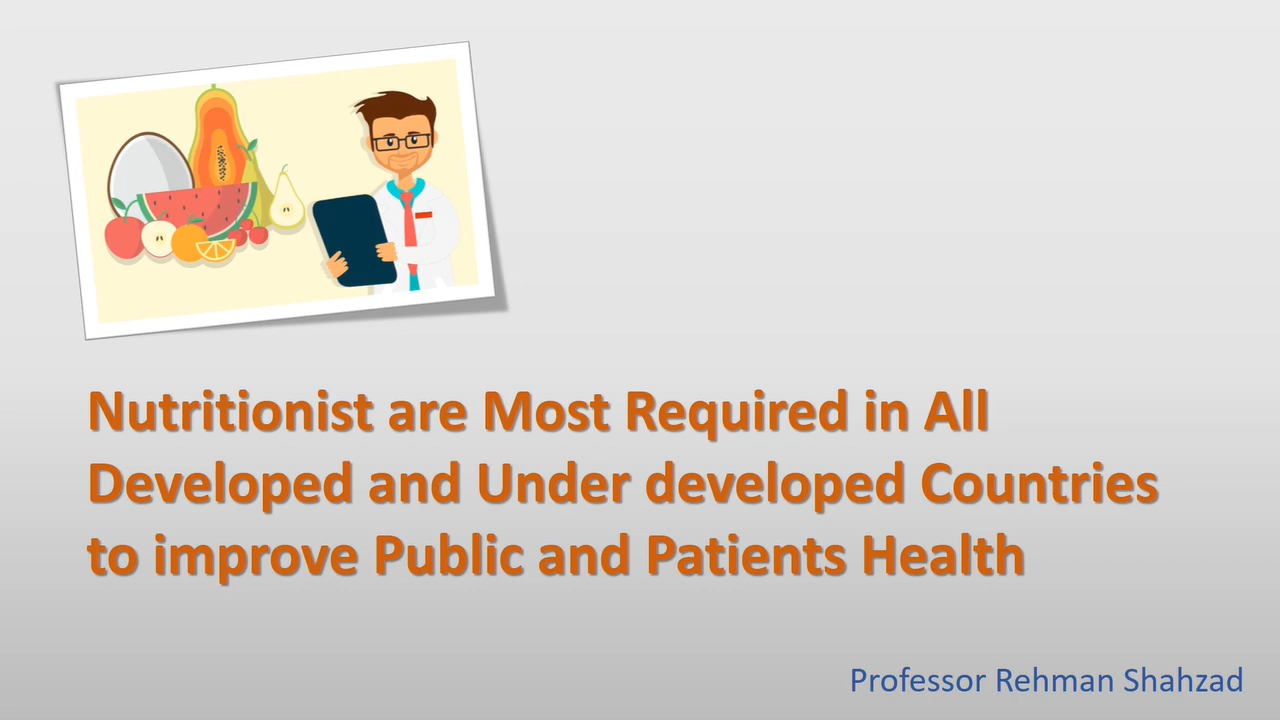 Nutritionist are Most Required in All
Developed and Under developed Countries
to improve Public and Patients Health
Professor Rehman Shahzad